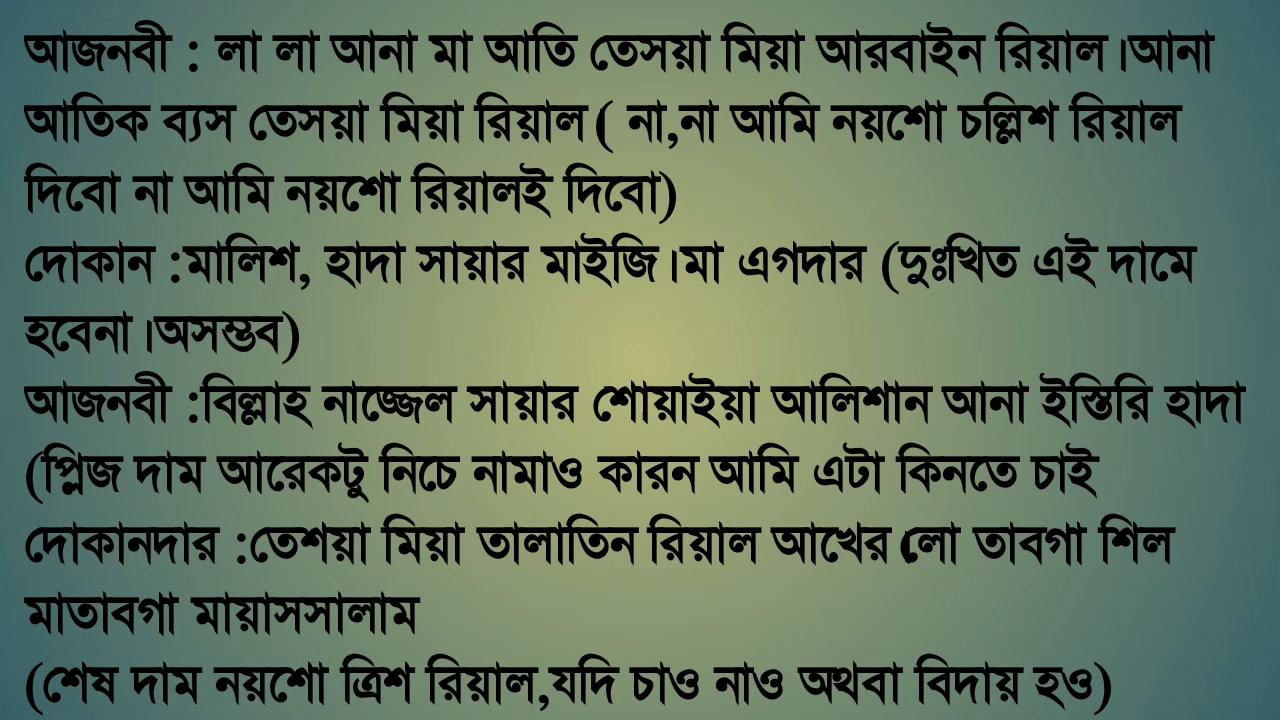 আজনবী : লা লা আনা মা আতি তেসয়া মিয়া আরবাইন রিয়াল।আনা
আতিক ব্যস তেসয়া মিয়া রিয়াল ( না,না আমি নয়শো চল্লিশ রিয়াল
দিবো না আমি নয়শো রিয়ালই দিবো)
দোকান :মালিশ, হাদা সায়ার মাইজি।মা এগদার (দুঃখিত এই দামে
হবেনা।অসম্ভব)
আজনবী :বিল্লাহ নাজ্জেল সায়ার শোয়াইয়া আলিশান আনা ইস্তিরি হাদা
(প্লিজ দাম আরেকটু নিচে নামাও কারন আমি এটা কিনতে চাই
দোকানদার :তেশয়া মিয়া তালাতিন রিয়াল আখের।লো তাবগা শিল
মাতাবগা মায়াসসালাম
(শেষ দাম নয়শো ত্রিশ রিয়াল,যদি চাও নাও অথবা বিদায় হও)